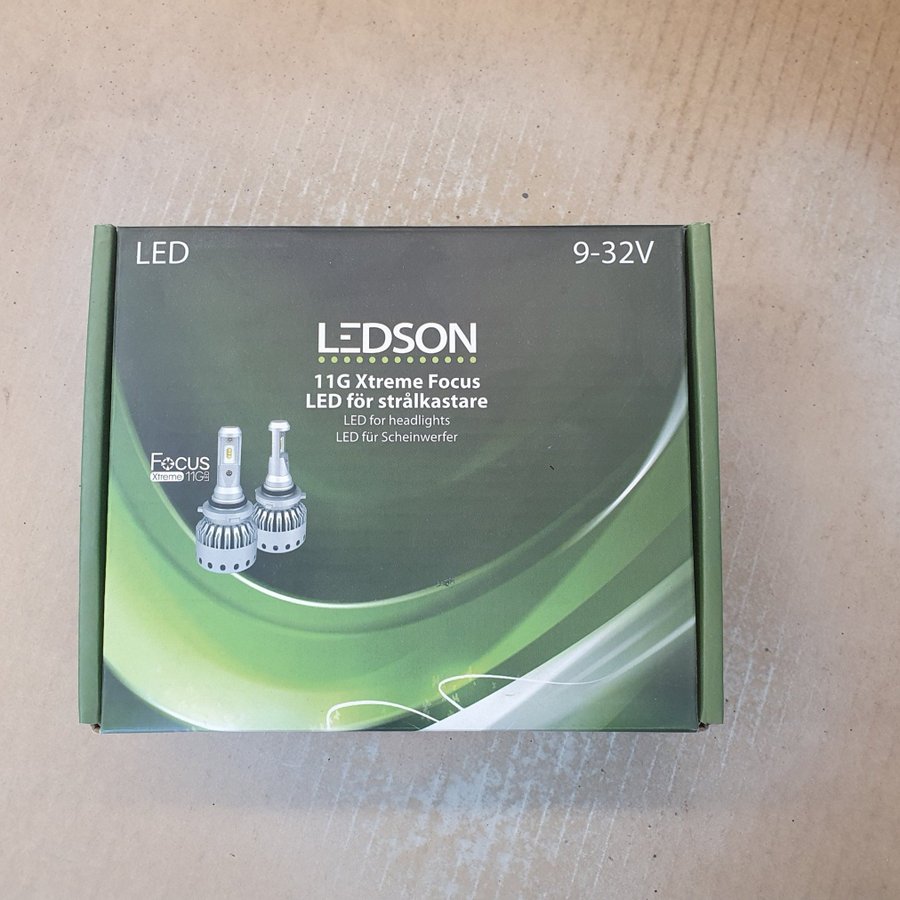 LED
9-32V
LEDSON
11G Xtreme Focus
LED för strålkastare
LED for headlights
LED für Scheinwerfer
Focus
Xtreme 11G LED